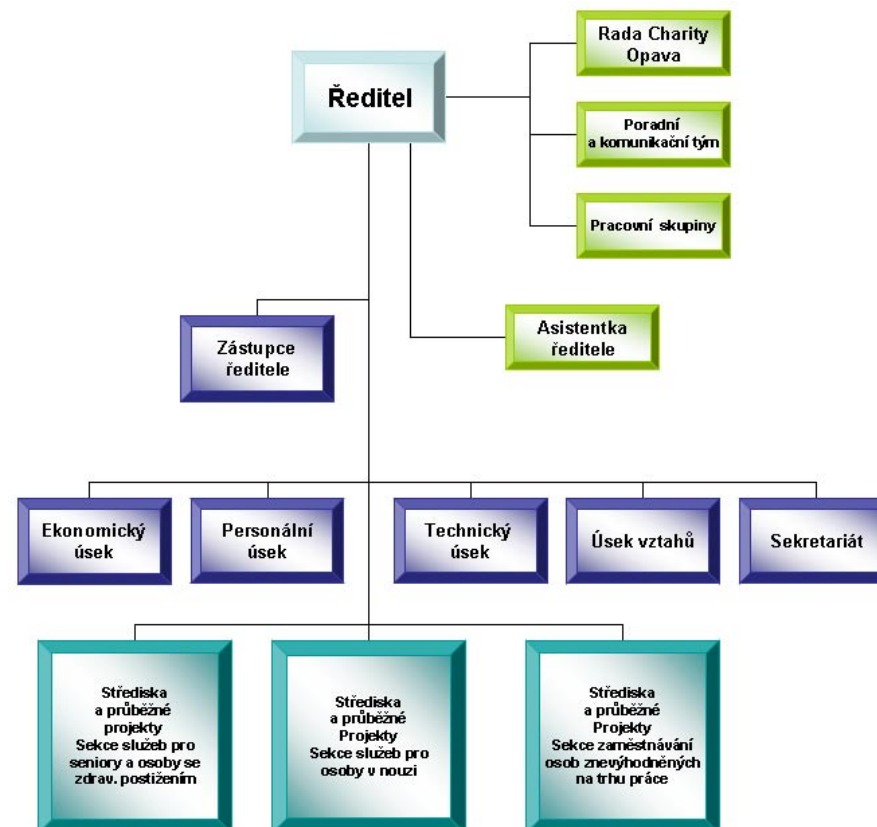 Ředitel
Rada Charity
Opava
Poradní
a komunikační tým
Pracovní skupiny
Zástupce
ředitele
Asistentka
ředitele
Ekonomický
úsek
Personální
úsek
Technický
úsek
Úsek vztahů
Sekretariát
Střediska
a průběžné
projekty
Sekce služeb pro
seniory a osoby se
zdrav. postižením
Střediska
a průběžné
Projekty
Sekce služeb pro
osoby v nouzi
Střediska
a průběžné
Projekty
Sekce zaměstnávání
osob znevýhodněných
na trhu práce